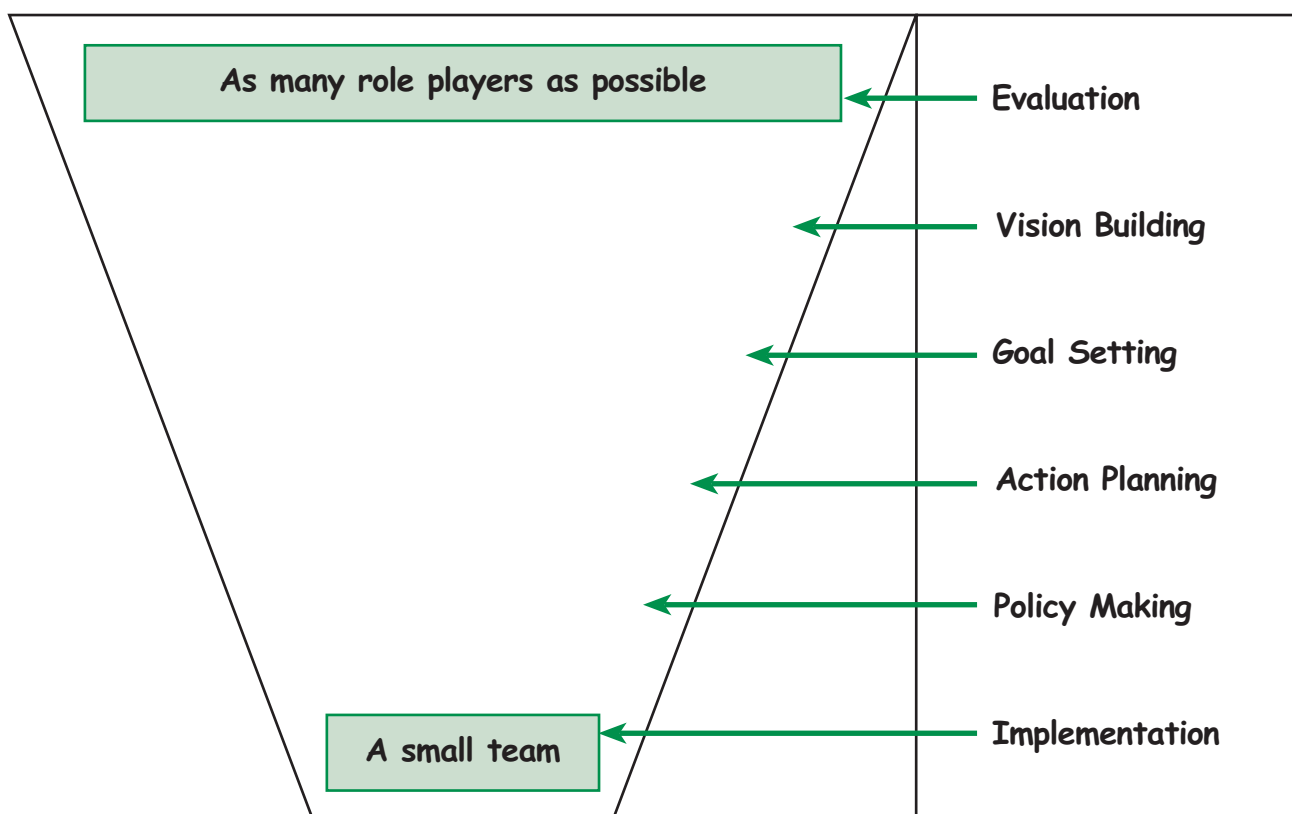 As many role players as possible
Evaluation
Vision Building
Goal Setting
Action Planning
Policy Making
A small team
Implementation